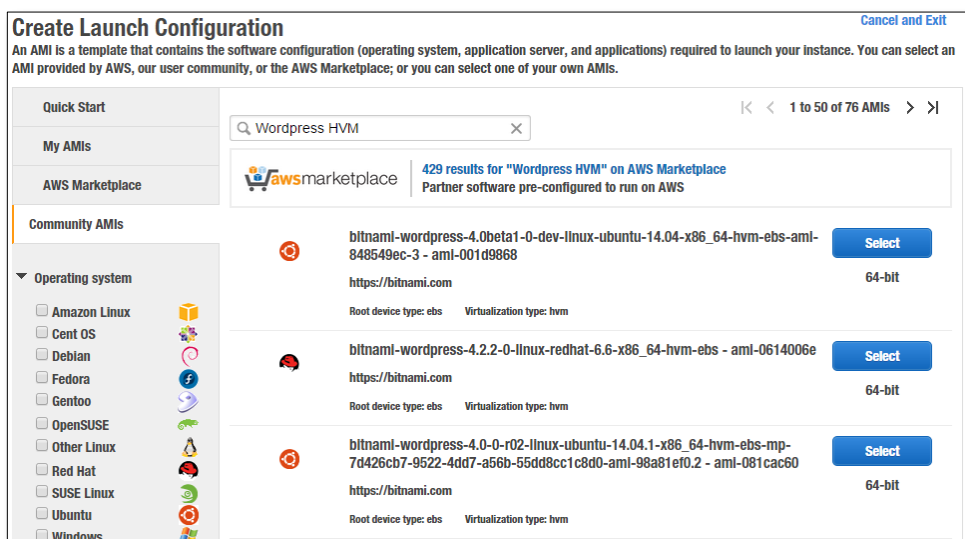 Create Launch Configuration
Cancel and Exit
An AMI is a template that contains the software configuration (operating system, application server, and applications) required to launch your instance. You can select an
AMI provided by AWS, our user community, or the AWS Marketplace; or you can select one of your own AMIs.
Quick Start
My AMIs
AWS Marketplace
Community AMIs
Operating system
Amazon Linux
Cent OS
Debian
Fedora
Gentoo
OpenSUSE
Other Linux
Red Hat
SUSE Linux
Ubuntu
Windows
1 to 50 of 76 AMIs
Wordpress HVM
awsmarketplace
429 results for "Wordpress HVM" on AWS Marketplace
Partner software pre-configured to run on AWS
bitnami-wordpress-4.0beta1-0-dev-linux-ubuntu-14.04-x86_64-hvm-ebs-ami-
848549ec-3 - ami-001d9868
Select
https://bitnami.com
64-bit
Root device type: ebs Virtualization type: hvm
bitnami-wordpress-4.2.2-0-linux-redhat-6.6-x86_64-hvm-ebs - ami-0614006e
Select
https://bitnami.com
64-bit
Root device type: ebs Virtualization type: hvm
bitnami-wordpress-4.0-0-r02-linux-ubuntu-14.04.1-x86_64-hvm-ebs-mp-
7d426cb7-9522-4dd7-a56b-55dd8cc1c8d0-ami-98a81ef0.2 - ami-081cac60
Select
https://bitnami.com
64-bit
Root device type: ebs Virtualization type: hvm